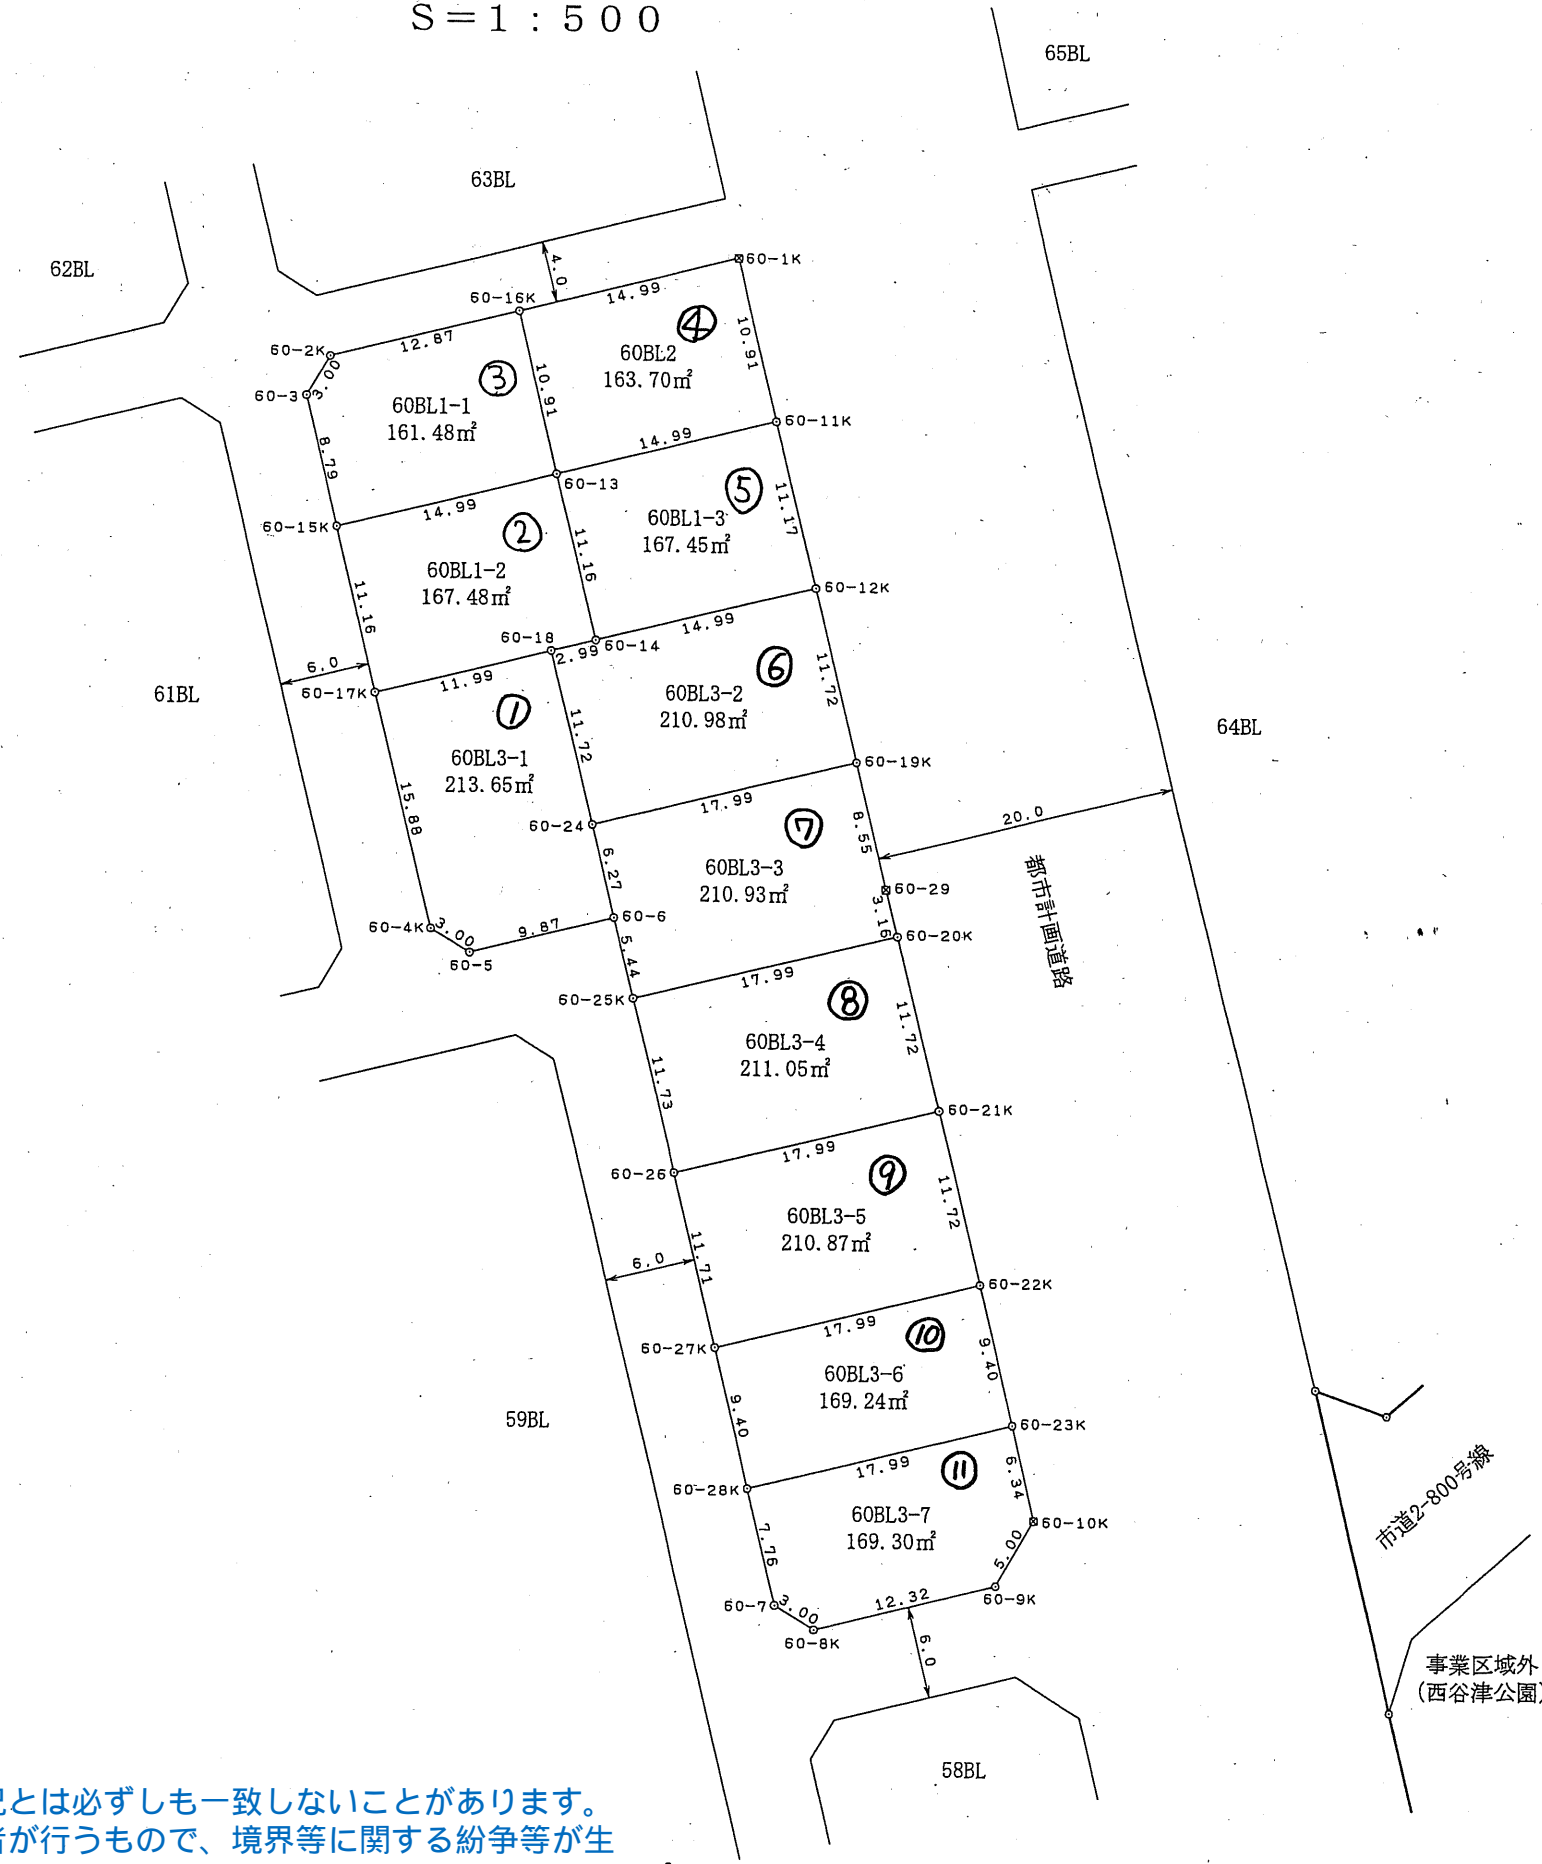 S=1:500
65BL
63BL
62BL
60-1K
4.0
14.99
60-16K
12.87
60-2K
3.00
60-3
④
10.91
60BL2
163.70㎡
③
10.91
60BL1-1
161.48㎡
8.79
60-11K
14.99
60-13
14.99
60-15K
⑤
11.17
60BL1-3
167.45㎡
②
11.16
60BL1-2
167.48㎡
11.16
60-12K
14.99
60-14
60-18
2.99
11.99
6.0
60-17K
61BL
⑥
11.72
60BL3-2
210.98㎡
①
11.72
60BL3-1
213.65㎡
64BL
60-19K
17.99
60-24
15.88
⑦
8.55
20.0
60BL3-3
210.93㎡
6.27
60-29
3.16
都市計画道路
60-6
9.87
60-4K
3.00
60-5
60-20K
5.44
17.99
60-25K
⑧
11.72
60BL3-4
211.05㎡
11.73
60-21K
17.99
60-26
⑨
11.72
60BL3-5
210.87㎡
11.71
6.0
60-22K
17.99
60-27K
⑩
9.40
60BL3-6
169.24㎡
9.40
59BL
60-23K
17.99
60-28K
⑪
6.34
60BL3-7
169.30㎡
7.76
60-10K
5.00
60-9K
12.32
60-7
3.00
60-8K
6.0
市道2-800号線
事業区域外
(西谷津公園)
58BL
況とは必ずしも一致しないことがあります。
者が行うもので、境界等に関する紛争等が生